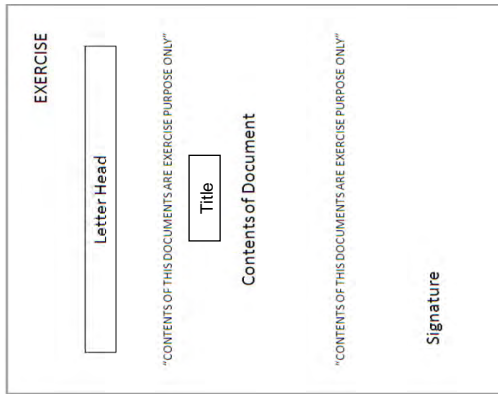 EXERCISE
Letter Head
"CONTENTS OF THIS DOCUMENTS ARE EXERCISE PURPOSE ONLY"
Title
Contents of Document
"CONTENTS OF THIS DOCUMENTS ARE EXERCISE PURPOSE ONLY"
Signature